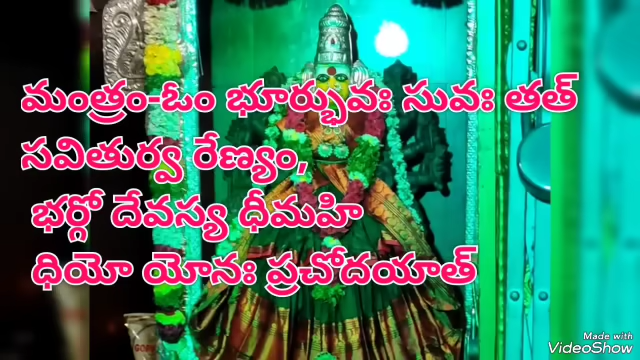 మంత్రం-ఓం భూర్భువః సువః తత్
సవితుర్వ రేణ్యం,
భర్గో దేవస్య ధీమహి
ధియో యోనః ప్రచోదయాత్
Made with
VideoShow